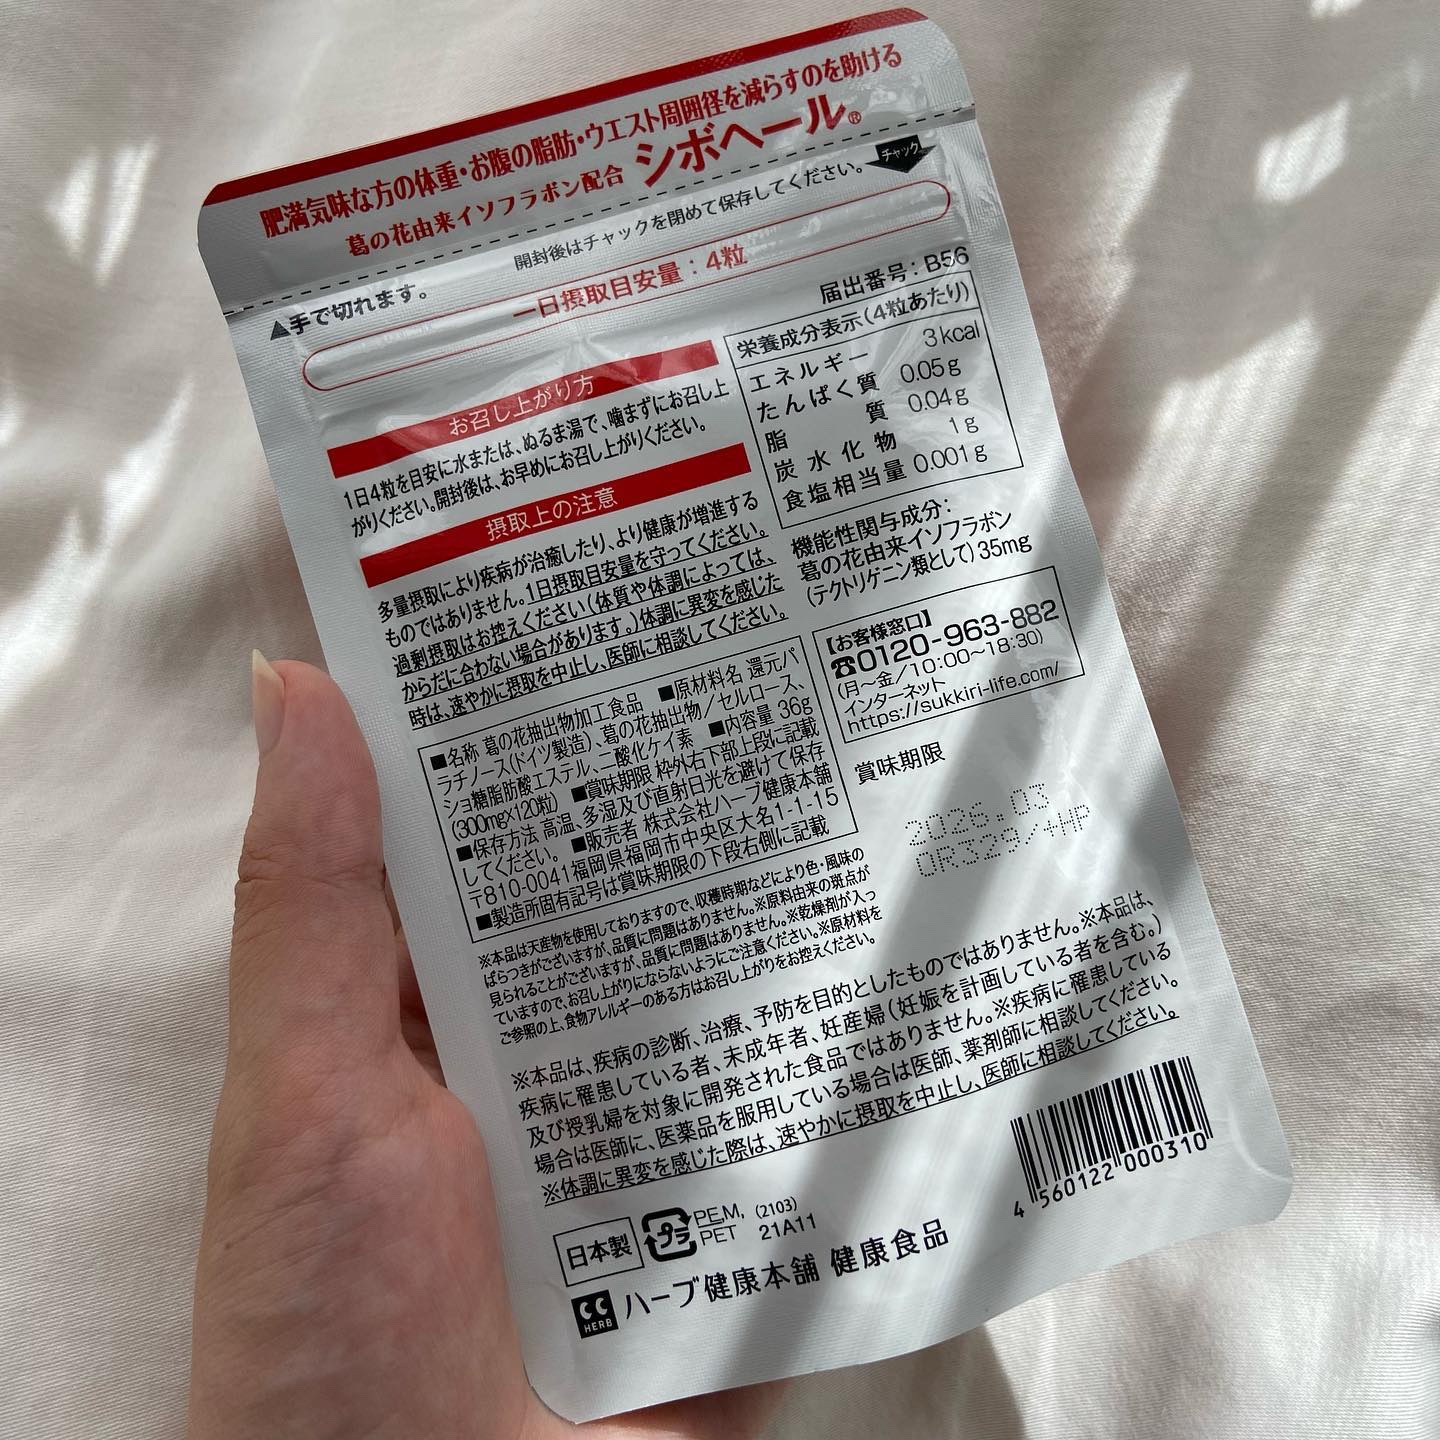 肥満気味な方の体重・お腹の脂肪・ウエスト周囲径を減らすのを助ける
葛の花由来イソフラボン配合 シボヘール®
開封後はチャックを閉めて保存してください。 チャック
▲手で切れます。
一日摂取目安量：4粒
お召し上がり方
1日4粒を目安に水または、ぬるま湯で、噛まずにお召し上
がりください。開封後は、お早めにお召し上がりください。
摂取上の注意
多量摂取により疾病が治癒したり、より健康が増進する
ものではありません。1日摂取目安量を守ってください。
過剰摂取はお控えください（体質や体調によっては、
からだに合わない場合があります。）体調に異変を感じた
時は、速やかに摂取を中止し、医師に相談してください。
届出番号：B56
栄養成分表示（4粒あたり）
エネルギー 3kcal
たんぱく質 0.05g
脂質 0.04g
炭水化物 1g
食塩相当量 0.001g
機能性関与成分：
葛の花由来イソフラボン
（テクトリゲニン類として）35mg
【お客様窓口】
☎0120-963-882
（月～金／10:00～18:30）
インターネット
https://sukkiri-life.com/
■名称 葛の花抽出物加工食品 ■原材料名 還元パ
ラチノース（ドイツ製造）、葛の花抽出物／セルロース、
ショ糖脂肪酸エステル、二酸化ケイ素 ■内容量 36g
（300mg×120粒） ■賞味期限 枠外右下部上段に記載
■保存方法 高温、多湿及び直射日光を避けて保存
してください。 ■販売者 株式会社ハーブ健康本舗
〒810-0041福岡県福岡市中央区大名1-1-15
■製造所固有記号は賞味期限の下段右側に記載
賞味期限
2026.03
OR329/+HP
※本品は天産物を使用しておりますので、収穫時期などにより色・風味の
ばらつきがございますが、品質に問題はありません。※原料由来の斑点が
見られることがございますが、品質に問題はありません。※乾燥剤が入っ
ていますので、お召し上がりにならないようにご注意ください。※原材料を
ご参照の上、食物アレルギーのある方はお召し上がりをお控えください。
※本品は、疾病の診断、治療、予防を目的としたものではありません。※本品は、
疾病に罹患している者、未成年者、妊産婦（妊娠を計画している者を含む。）
及び授乳婦を対象に開発された食品ではありません。※疾病に罹患している
場合は医師に、医薬品を服用している場合は医師、薬剤師に相談してください。
※体調に異変を感じた際は、速やかに摂取を中止し、医師に相談してください。
4 560122 000310
日本製
プラ
PE,M, (2103)
PET 21A11
HERB
ハーブ健康本舗 健康食品